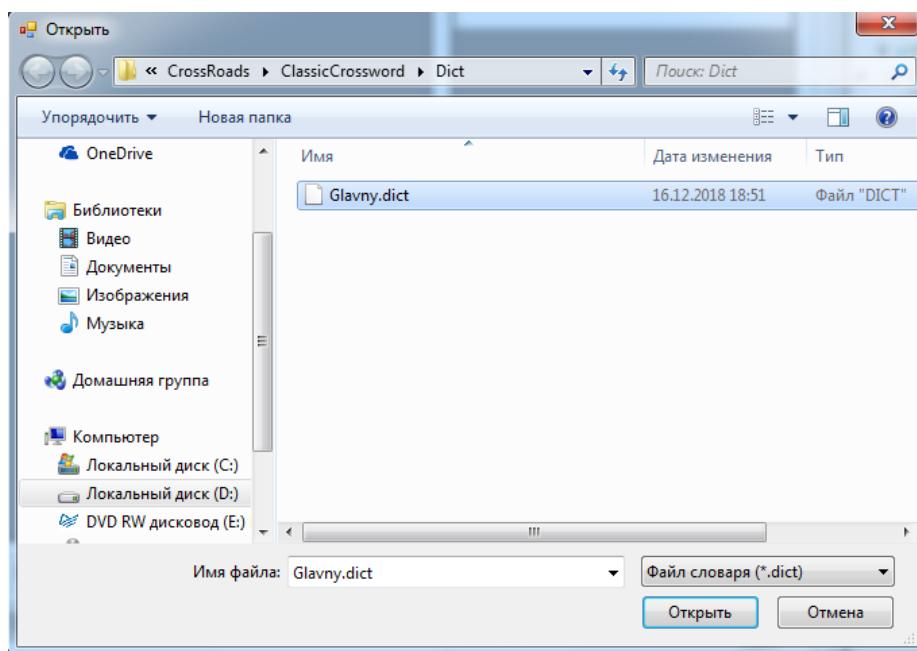 Открыть
« CrossRoads ClassicCrossword Dict
Поиск: Dict
Упорядочить Новая папка
OneDrive
Библиотеки
Видео
Документы
Изображения
Музыка
Домашняя группа
Компьютер
Локальный диск (C:)
Локальный диск (D:)
DVD RW дисковод (E:)
Имя Дата изменения Тип
Glavny.dict 16.12.2018 18:51 Файл "DICT"
Имя файла: Glavny.dict Файл словаря (*.dict)
Открыть Отмена